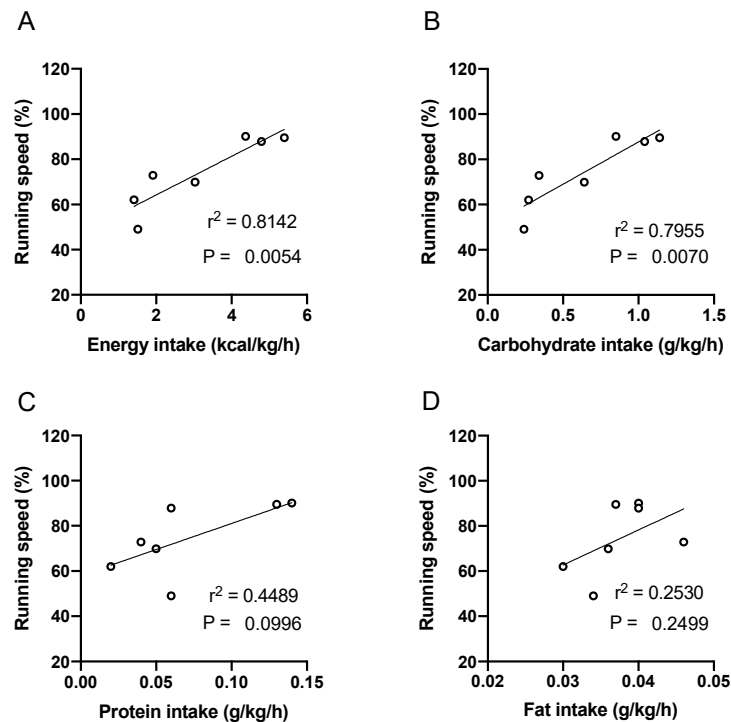 A
Running speed (%)
120
100
80
60
40
20
0
2
4
6
r² = 0.8142
P = 0.0054
Energy intake (kcal/kg/h)
B
Running speed (%)
120
100
80
60
40
20
0.0
0.5
1.0
1.5
r² = 0.7955
P = 0.0070
Carbohydrate intake (g/kg/h)
C
Running speed (%)
120
100
80
60
40
20
0.00
0.05
0.10
0.15
r² = 0.4489
P = 0.0996
Protein intake (g/kg/h)
D
Running speed (%)
120
100
80
60
40
20
0.02
0.03
0.04
0.05
r² = 0.2530
P = 0.2499
Fat intake (g/kg/h)